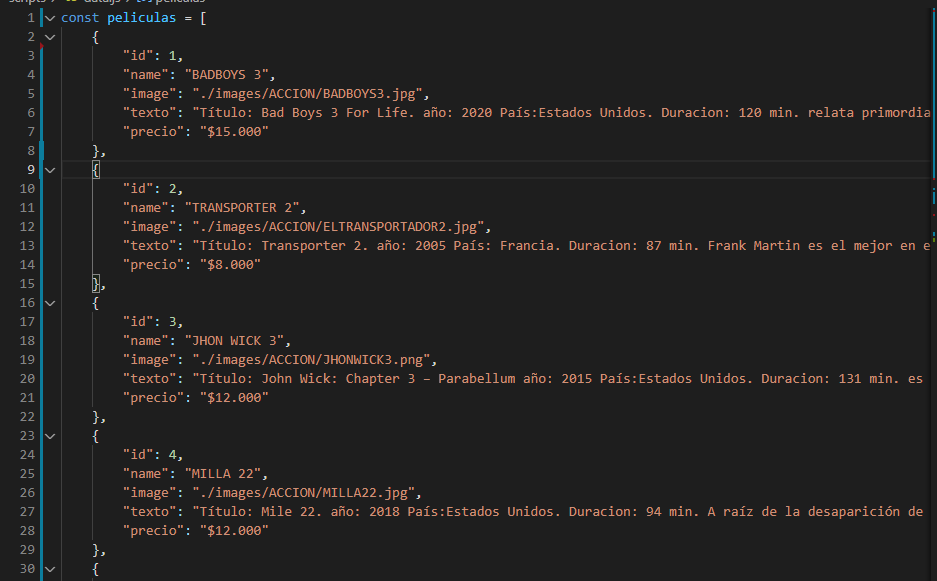 1 const peliculas = [
2 {
3 "id": 1,
4 "name": "BADBOYS 3",
5 "image": "./images/ACCION/BADBOYS3.jpg",
6 "texto": "Título: Bad Boys 3 For Life. año: 2020 País:Estados Unidos. Duracion: 120 min. relata primordia
7 "precio": "$15.000"
8 },
9 {
10 "id": 2,
11 "name": "TRANSPORTER 2",
12 "image": "./images/ACCION/ELTRANSPORTADOR2.jpg",
13 "texto": "Título: Transporter 2. año: 2005 País: Francia. Duracion: 87 min. Frank Martin es el mejor en e
14 "precio": "$8.000"
15 },
16 {
17 "id": 3,
18 "name": "JHON WICK 3",
19 "image": "./images/ACCION/JHONWICK3.png",
20 "texto": "Título: John Wick: Chapter 3 – Parabellum año: 2015 País:Estados Unidos. Duracion: 131 min. es
21 "precio": "$12.000"
22 },
23 {
24 "id": 4,
25 "name": "MILLA 22",
26 "image": "./images/ACCION/MILLA22.jpg",
27 "texto": "Título: Mile 22. año: 2018 País:Estados Unidos. Duracion: 94 min. A raíz de la desaparición de
28 "precio": "$12.000"
29 },
30 {